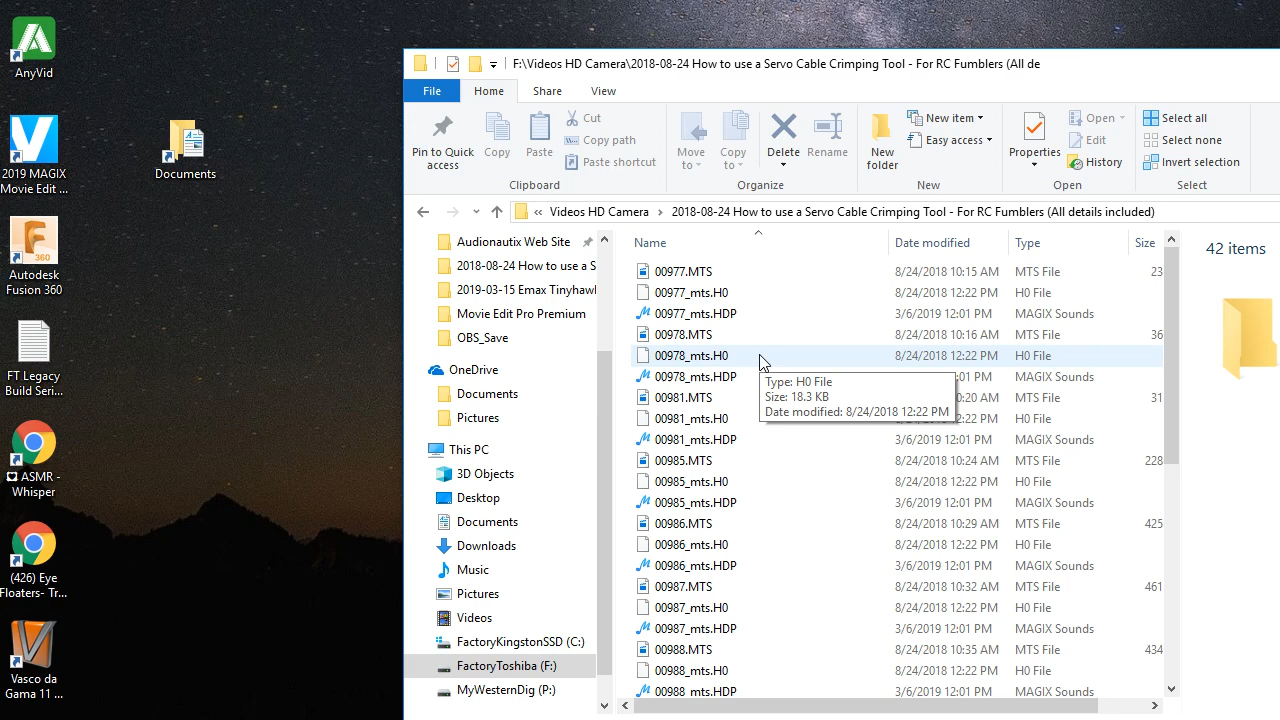 AnyVid
2019 MAGIX
Movie Edit ...
Autodesk
Fusion 360
FT Legacy
Build Seri...
ASMR -
Whisper
(426) Eye
Floaters- Tr...
Vasco da
Gama 11 ...
Documents
F:\Videos HD Camera\2018-08-24 How to use a Servo Cable Crimping Tool - For RC Fumblers (All de
File Home Share View
Pin to Quick access
Copy
Paste
Cut
Copy path
Paste shortcut
Clipboard
Move to
Copy to
Delete
Rename
Organize
New folder
New item
Easy access
New
Properties
Open
Edit
History
Open
Select all
Select none
Invert selection
Select
« Videos HD Camera > 2018-08-24 How to use a Servo Cable Crimping Tool - For RC Fumblers (All details included)
Audionautix Web Site
2018-08-24 How to use a S
2019-03-15 Emax Tinyhawl
Movie Edit Pro Premium
OBS_Save
OneDrive
Documents
Pictures
This PC
3D Objects
Desktop
Documents
Downloads
Music
Pictures
Videos
FactoryKingstonSSD (C:)
FactoryToshiba (F:)
MyWesternDig (P:)
Name Date modified Type Size
00977.MTS 8/24/2018 10:15 AM MTS File 23
00977_mts.H0 8/24/2018 12:22 PM H0 File
00977_mts.HDP 3/6/2019 12:01 PM MAGIX Sounds
00978.MTS 8/24/2018 10:16 AM MTS File 36
00978_mts.H0 8/24/2018 12:22 PM H0 File
00978_mts.HDP :01 PM MAGIX Sounds
00981.MTS 0:20 AM MTS File 31
00981_mts.H0 2:22 PM H0 File
00981_mts.HDP 3/6/2019 12:01 PM MAGIX Sounds
00985.MTS 8/24/2018 10:24 AM MTS File 228
00985_mts.H0 8/24/2018 12:22 PM H0 File
00985_mts.HDP 3/6/2019 12:01 PM MAGIX Sounds
00986.MTS 8/24/2018 10:29 AM MTS File 425
00986_mts.H0 8/24/2018 12:22 PM H0 File
00986_mts.HDP 3/6/2019 12:01 PM MAGIX Sounds
00987.MTS 8/24/2018 10:32 AM MTS File 461
00987_mts.H0 8/24/2018 12:22 PM H0 File
00987_mts.HDP 3/6/2019 12:01 PM MAGIX Sounds
00988.MTS 8/24/2018 10:35 AM MTS File 434
00988_mts.H0 8/24/2018 12:22 PM H0 File
00988_mts.HDP 3/6/2019 12:01 PM MAGIX Sounds
Type: H0 File
Size: 18.3 KB
Date modified: 8/24/2018 12:22 PM
42 items